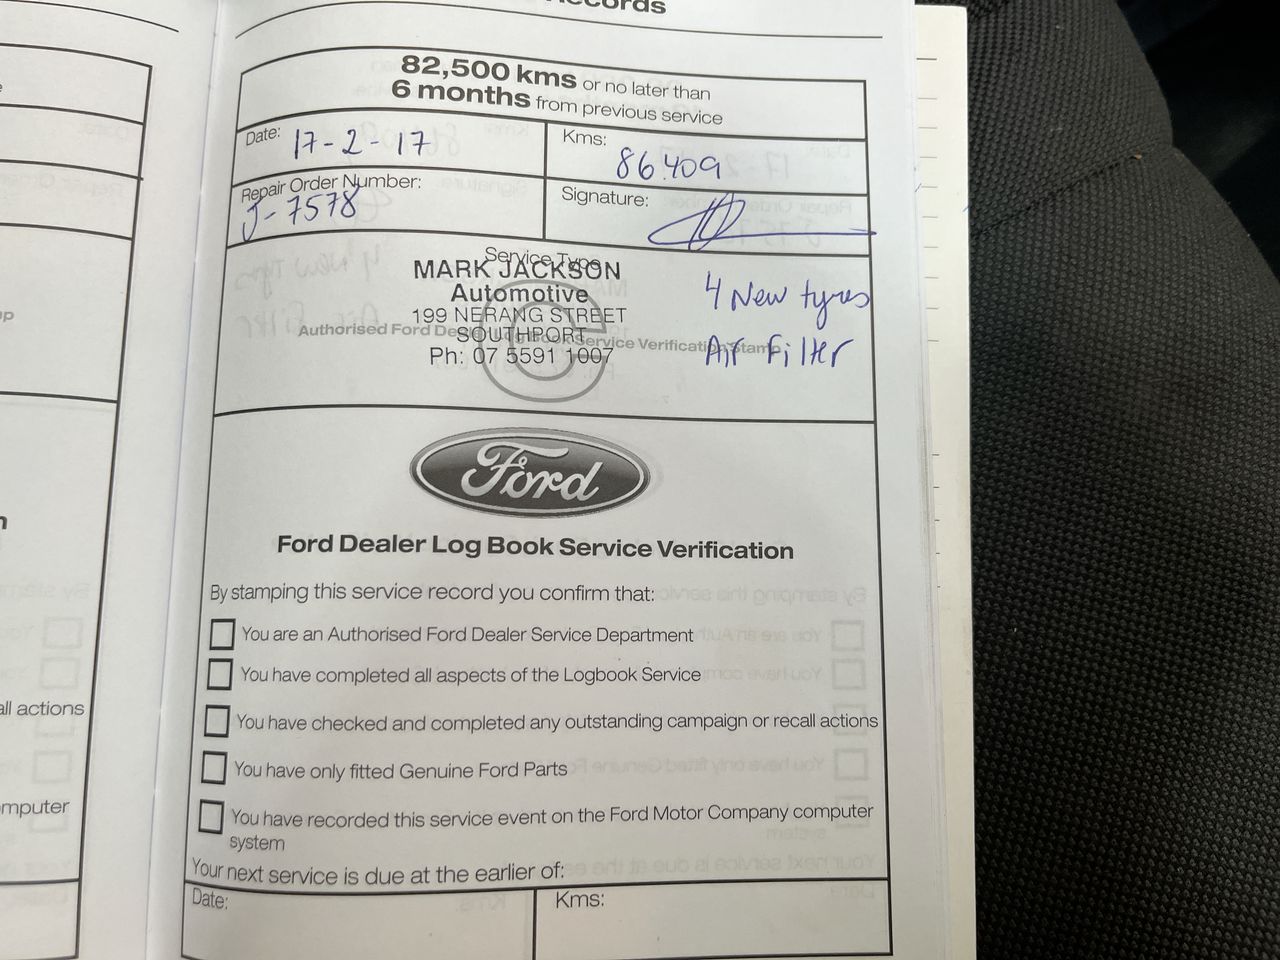 82,500 kms or no later than
6 months from previous service
Date: 17-2-17
Kms: 86409
Repair Order Number:
J-7578
Signature:
Service Type
MARK JACKSON
Automotive
199 NERANG STREET
SOUTHPORT
Ph: 07 5591 1007
Authorised Ford Dealer Log Book Service Verification Stamp
C
4 New tyres
Air Filter
Ford
Ford Dealer Log Book Service Verification
By stamping this service record you confirm that:
You are an Authorised Ford Dealer Service Department
You have completed all aspects of the Logbook Service
You have checked and completed any outstanding campaign or recall actions
You have only fitted Genuine Ford Parts
You have recorded this service event on the Ford Motor Company computer
system
Your next service is due at the earlier of:
Date:
Kms:
all actions